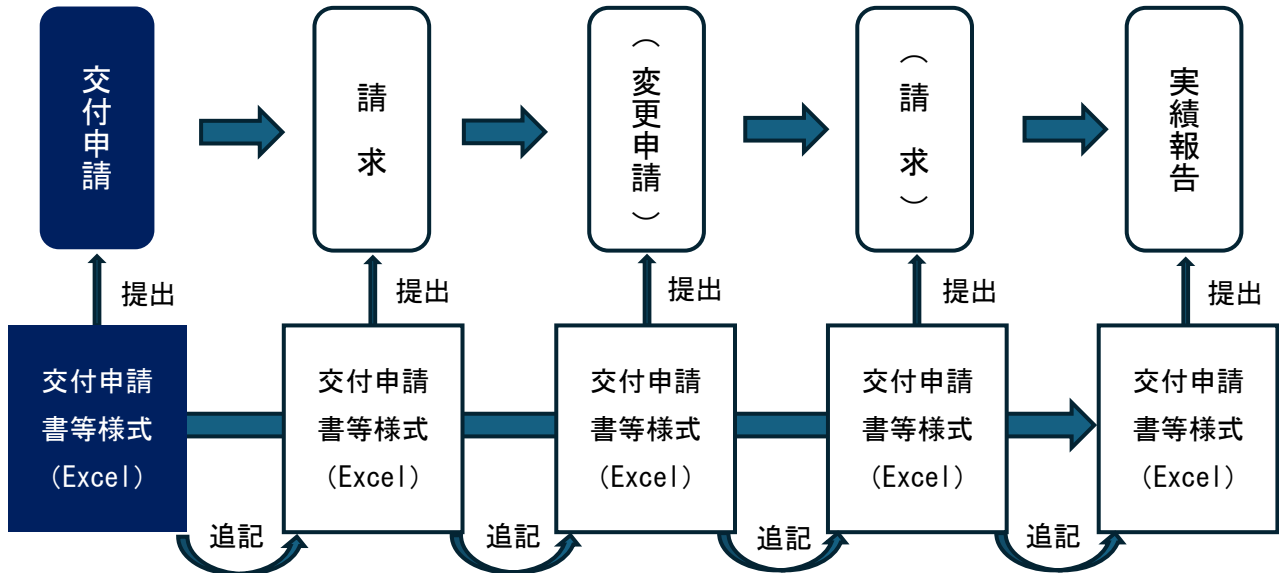 交付申請
請求
（変更申請）
（請求）
実績報告
提出
提出
提出
提出
提出
交付申請
書等様式
（Excel）
交付申請
書等様式
（Excel）
交付申請
書等様式
（Excel）
交付申請
書等様式
（Excel）
交付申請
書等様式
（Excel）
追記
追記
追記
追記